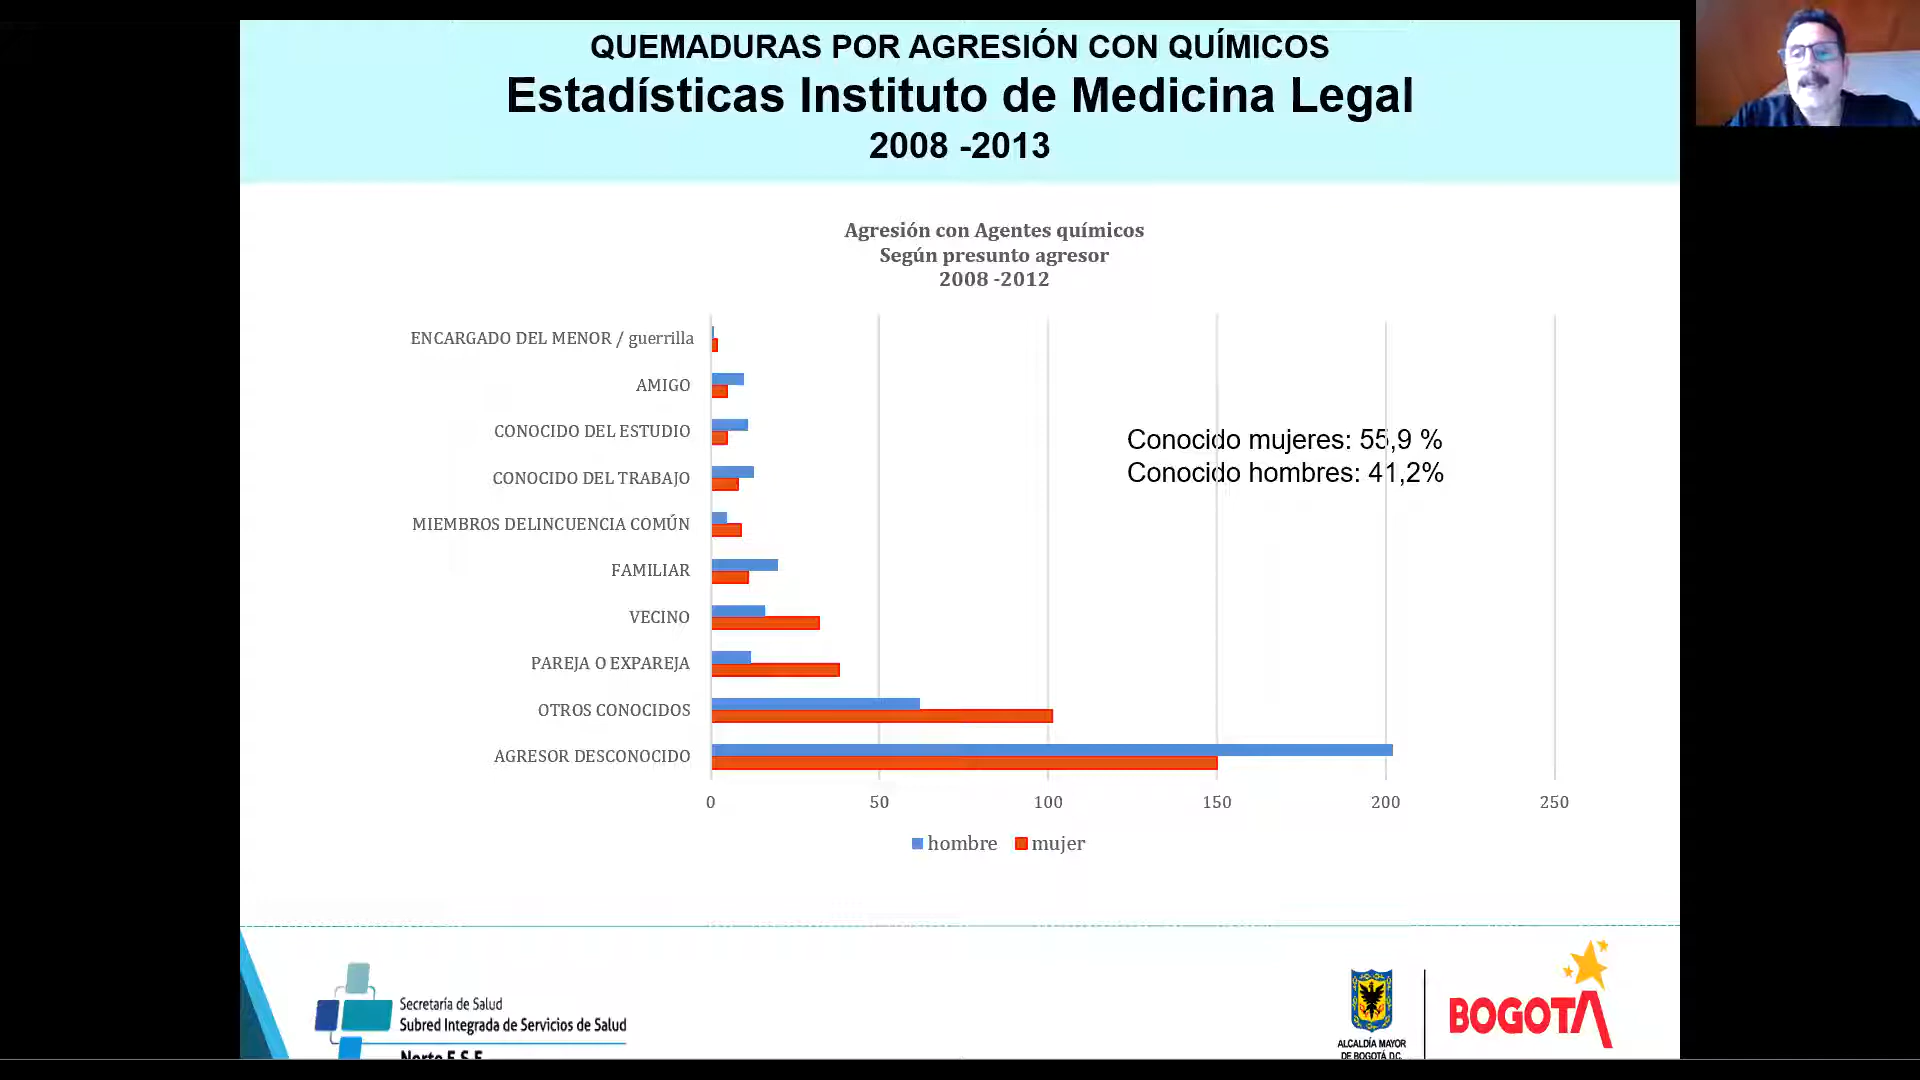 QUEMADURAS POR AGRESIÓN CON QUÍMICOS
Estadísticas Instituto de Medicina Legal
2008 -2013
Agresión con Agentes químicos
Según presunto agresor
2008 -2012
ENCARGADO DEL MENOR / guerrilla
AMIGO
CONOCIDO DEL ESTUDIO
CONOCIDO DEL TRABAJO
MIEMBROS DELINCUENCIA COMÚN
FAMILIAR
VECINO
PAREJA O EXPAREJA
OTROS CONOCIDOS
AGRESOR DESCONOCIDO
Conocido mujeres: 55,9 %
Conocido hombres: 41,2%
0 50 100 150 200 250
hombre mujer
Secretaría de Salud
Subred Integrada de Servicios de Salud
Norte E.S.E.
ALCALDÍA MAYOR
DE BOGOTÁ D.C.
BOGOTÁ